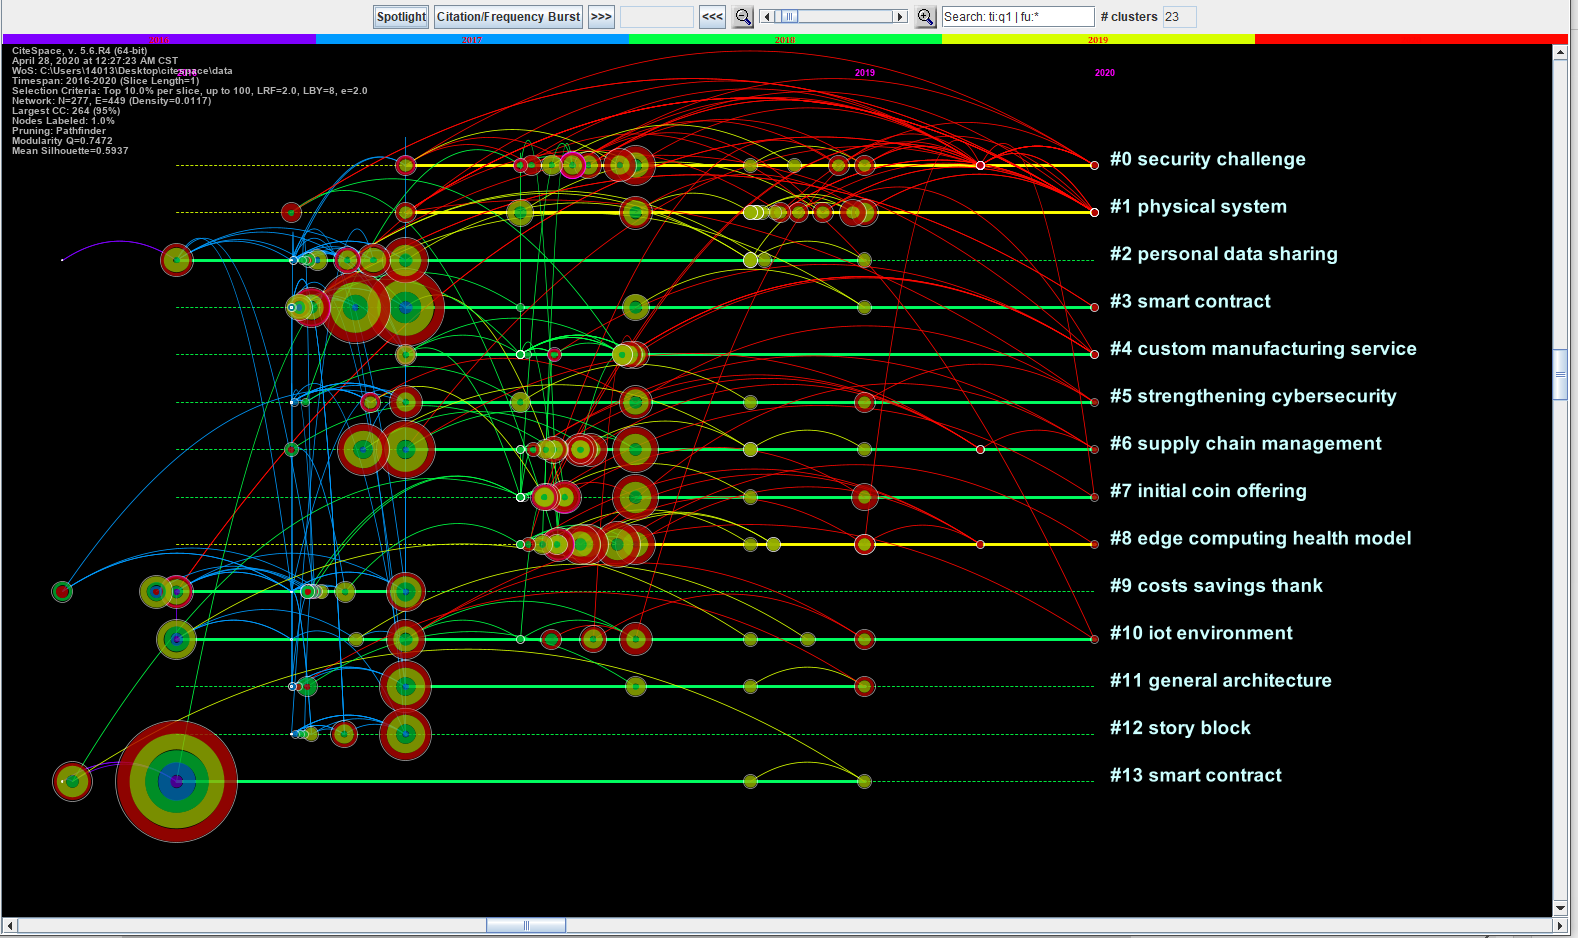 Spotlight Citation/Frequency Burst >>> <<< Search: ti:q1 | fu:* # clusters 23
2016 2017 2018 2019
CiteSpace, v. 5.6.R4 (64-bit)
April 28, 2020 at 12:27:23 AM CST
WoS: C:\Users\14013\Desktop\citespace\data
Timespan: 2016-2020 (Slice Length=1)
Selection Criteria: Top 10.0% per slice, up to 100, LRF=2.0, LBY=8, e=2.0
Network: N=277, E=449 (Density=0.0117)
Largest CC: 264 (95%)
Nodes Labeled: 1.0%
Pruning: Pathfinder
Modularity Q=0.7472
Mean Silhouette=0.5937
2019 2020
#0 security challenge
#1 physical system
#2 personal data sharing
#3 smart contract
#4 custom manufacturing service
#5 strengthening cybersecurity
#6 supply chain management
#7 initial coin offering
#8 edge computing health model
#9 costs savings thank
#10 iot environment
#11 general architecture
#12 story block
#13 smart contract